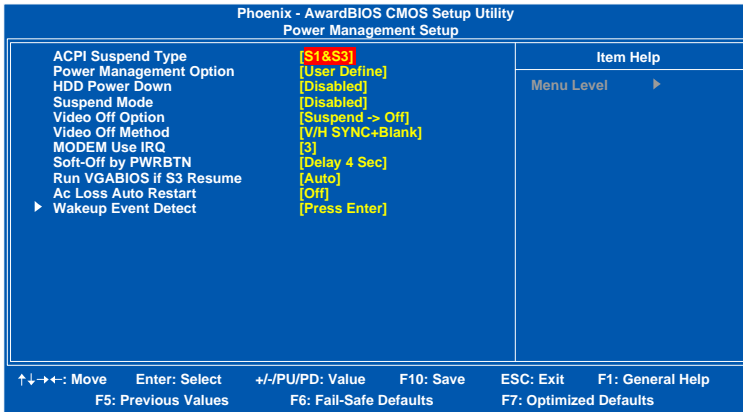 Phoenix - AwardBIOS CMOS Setup Utility
Power Management Setup
ACPI Suspend Type [S1&S3]
Power Management Option [User Define]
HDD Power Down [Disabled]
Suspend Mode [Disabled]
Video Off Option [Suspend -> Off]
Video Off Method [V/H SYNC+Blank]
MODEM Use IRQ [3]
Soft-Off by PWRBTN [Delay 4 Sec]
Run VGABIOS if S3 Resume [Auto]
Ac Loss Auto Restart [Off]
Wakeup Event Detect [Press Enter]
Item Help
Menu Level
↑↓→←: Move Enter: Select +/-/PU/PD: Value F10: Save ESC: Exit F1: General Help
F5: Previous Values F6: Fail-Safe Defaults F7: Optimized Defaults